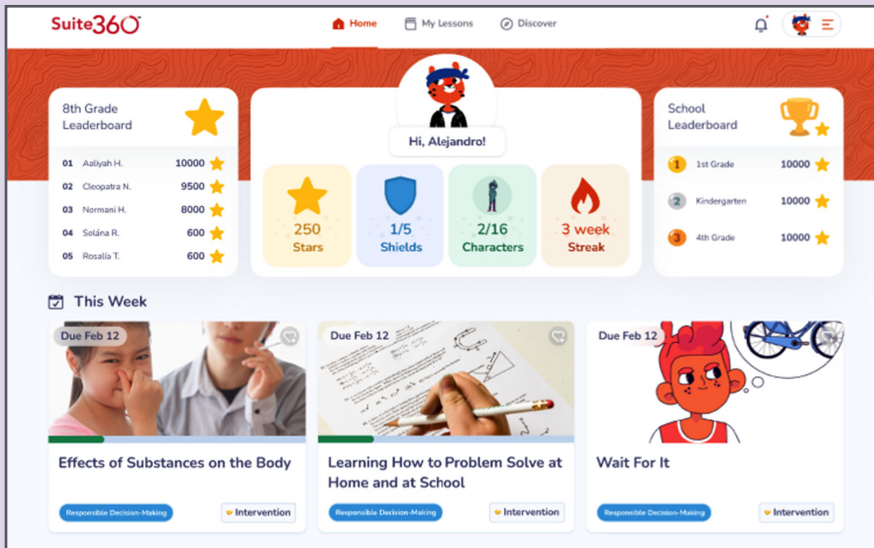 Suite360
Home
My Lessons
Discover
8th Grade
Leaderboard
01 Aaliyah H. 10000
02 Cleopatra N. 9500
03 Normani H. 8000
04 Solána R. 600
05 Rosalía T. 600
Hi, Alejandro!
250
Stars
1/5
Shields
2/16
Characters
3 week
Streak
School
Leaderboard
1 1st Grade 10000
2 Kindergarten 10000
3 4th Grade 10000
This Week
Due Feb 12
Effects of Substances on the Body
Responsible Decision-Making
Intervention
Due Feb 12
Learning How to Problem Solve at
Home and at School
Responsible Decision-Making
Intervention
Due Feb 12
Wait For It
Responsible Decision-Making
Intervention